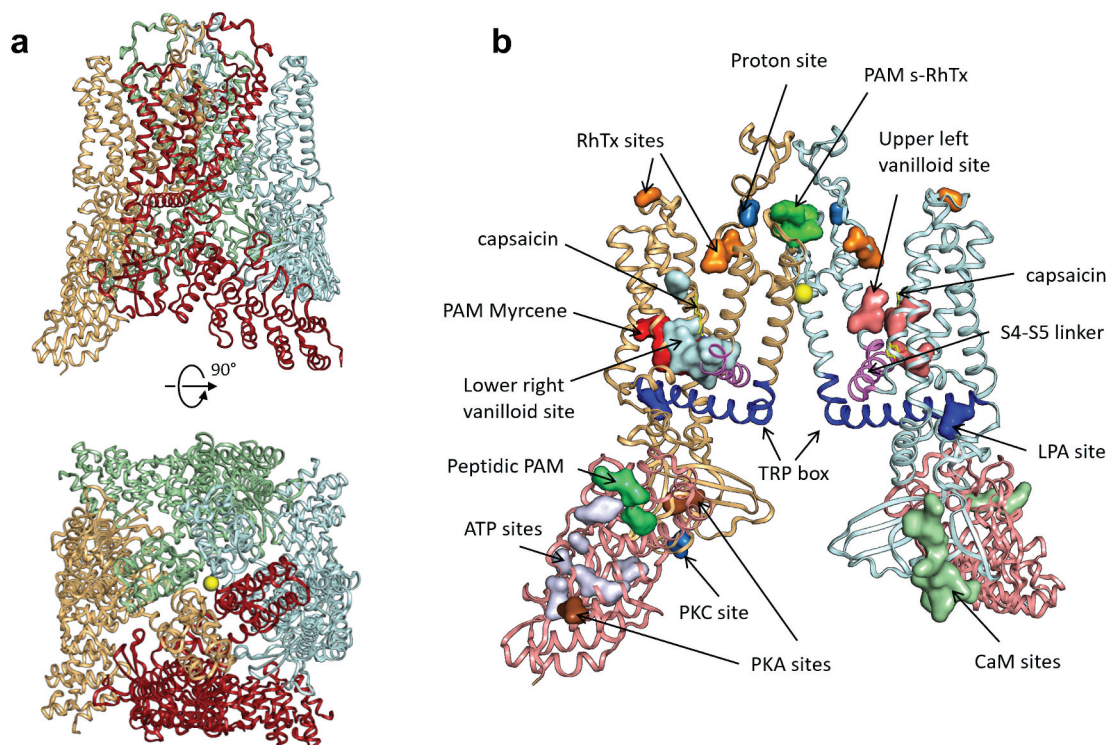 a
90°
b
Proton site
PAM s-RhTx
RhTx sites
Upper left
vanilloid site
capsaicin
capsaicin
PAM Myrcene
S4-S5 linker
Lower right
vanilloid site
LPA site
TRP box
Peptidic PAM
ATP sites
PKC site
PKA sites
CaM sites